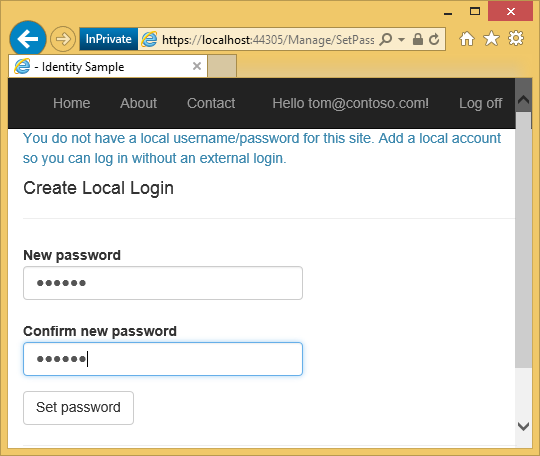 InPrivate https://localhost:44305/Manage/SetPass
- Identity Sample
Home About Contact Hello tom@contoso.com! Log off
You do not have a local username/password for this site. Add a local account
so you can log in without an external login.
Create Local Login
New password
••••••
Confirm new password
••••••
Set password